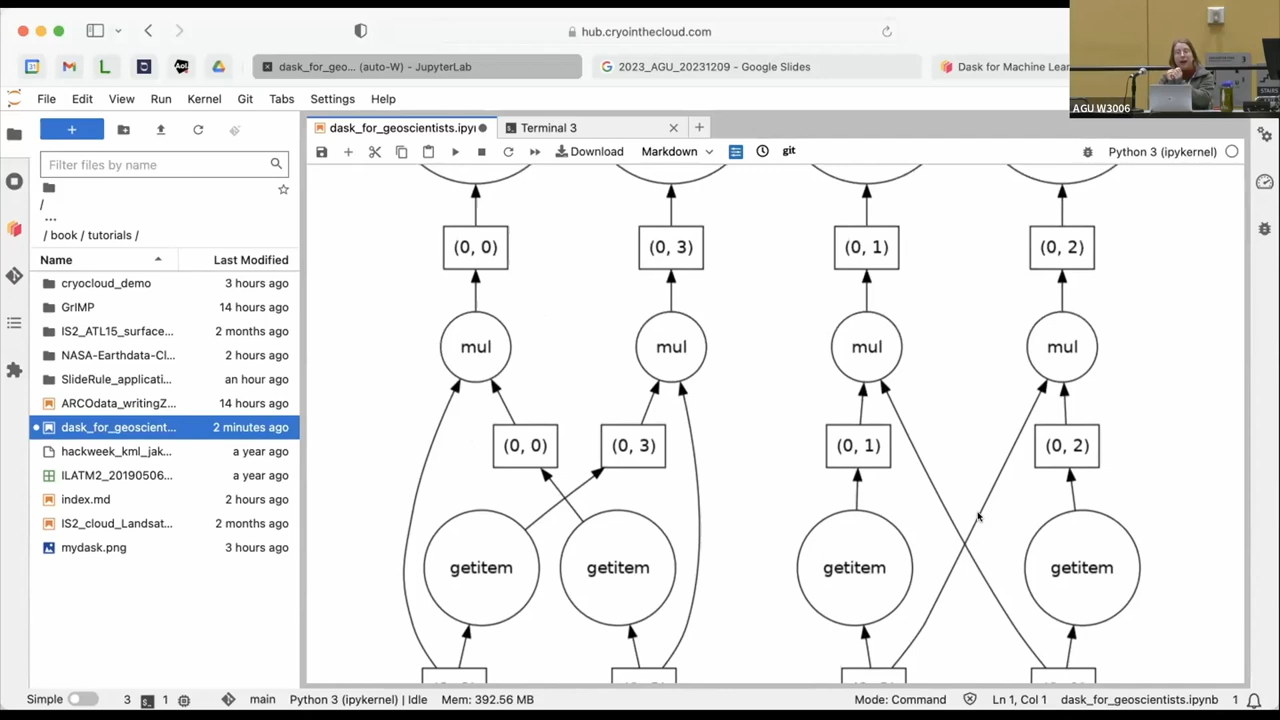 hub.cryointhecloud.com
dask_for_geo... (auto-W) - JupyterLab
2023_AGU_20231209 - Google Slides
Dask for Machine Lear
AGU W3006
STAIRS
File Edit View Run Kernel Git Tabs Settings Help
dask_for_geoscientists.ipyn
Terminal 3
Download
Markdown
git
Python 3 (ipykernel)
Filter files by name
/
...
/ book / tutorials /
Name Last Modified
cryocloud_demo 3 hours ago
GrIMP 14 hours ago
IS2_ATL15_surface... 2 months ago
NASA-Earthdata-Cl... 2 hours ago
SlideRule_applicati... an hour ago
ARCOdata_writingZ... 14 hours ago
dask_for_geoscient... 2 minutes ago
hackweek_kml_jak... a year ago
ILATM2_20190506... a year ago
index.md 2 hours ago
IS2_cloud_Landsat... 2 months ago
mydask.png 3 hours ago
(0, 0) (0, 3) (0, 1) (0, 2)
mul mul mul mul
(0, 0) (0, 3) (0, 1) (0, 2)
getitem getitem getitem getitem
Simple 3 1 main Python 3 (ipykernel) | Idle Mem: 392.56 MB Mode: Command Ln 1, Col 1 dask_for_geoscientists.ipynb 1